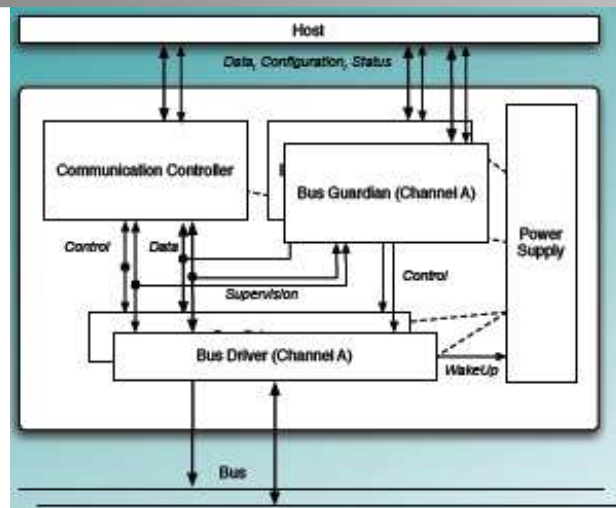 Host
Data, Configuration, Status
Communication Controller
Bus Guardian (Channel A)
Power
Supply
Control
Data
Control
Supervision
Bus Driver (Channel A)
WakeUp
Bus